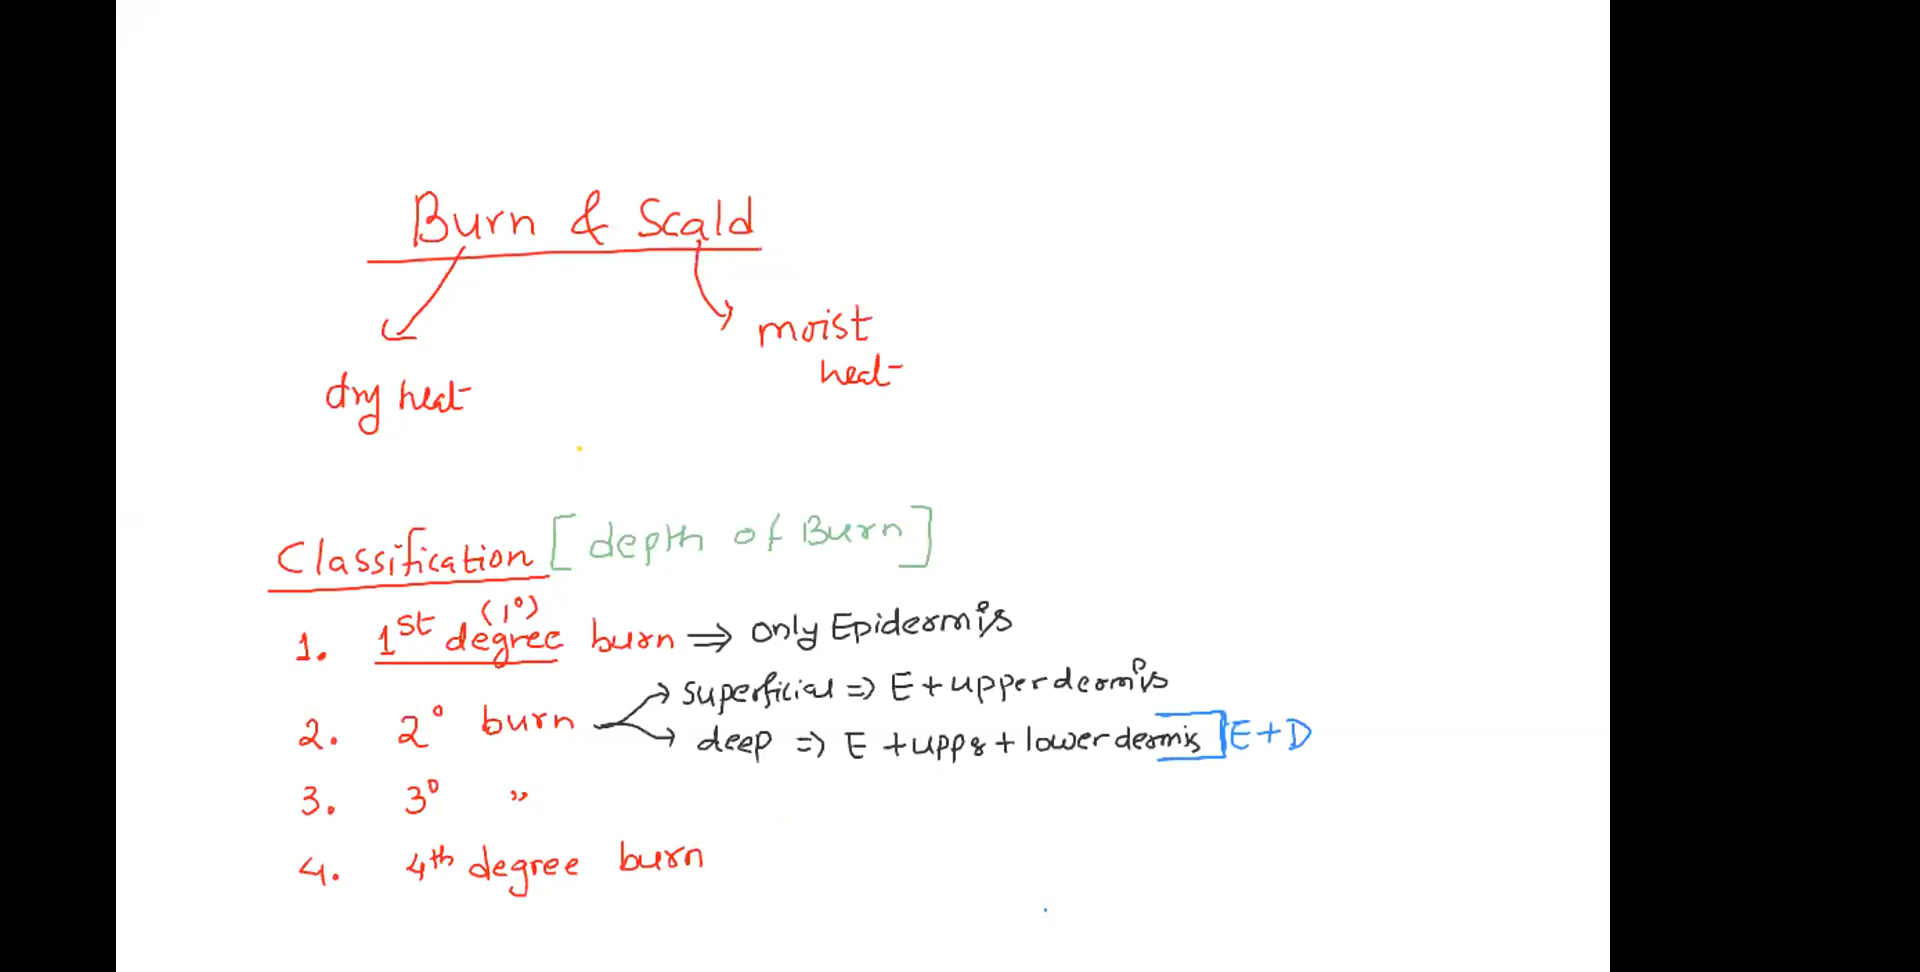 Burn & Scald
dry heat
moist
heat
Classification [depth of Burn]
1. 1st degree (1°) burn ⇒ only Epidermis
2. 2° burn → superficial ⇒ E + upper dermis
→ deep ⇒ E + upper + lower dermis E + D
3. 3° "
4. 4th degree burn